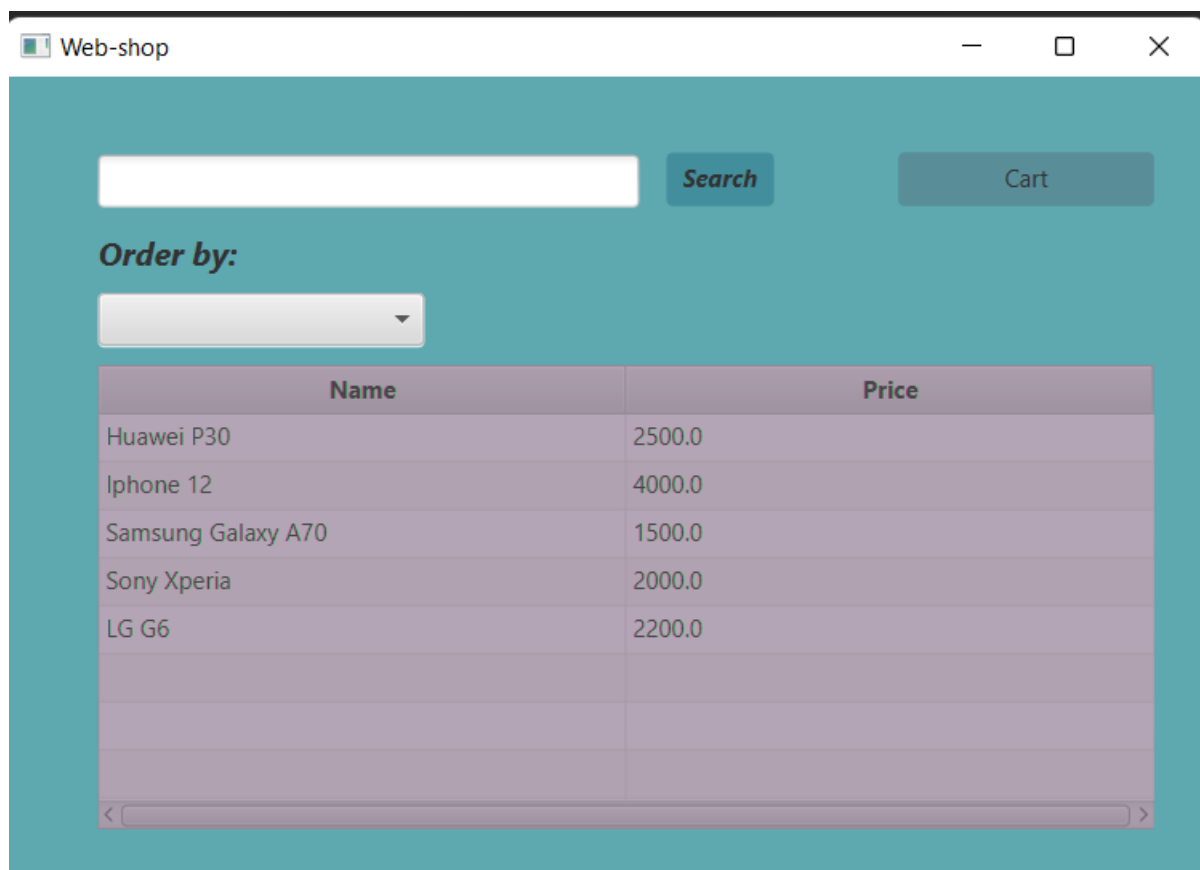 Web-shop
Search Cart
Order by:
Name Price
Huawei P30 2500.0
Iphone 12 4000.0
Samsung Galaxy A70 1500.0
Sony Xperia 2000.0
LG G6 2200.0